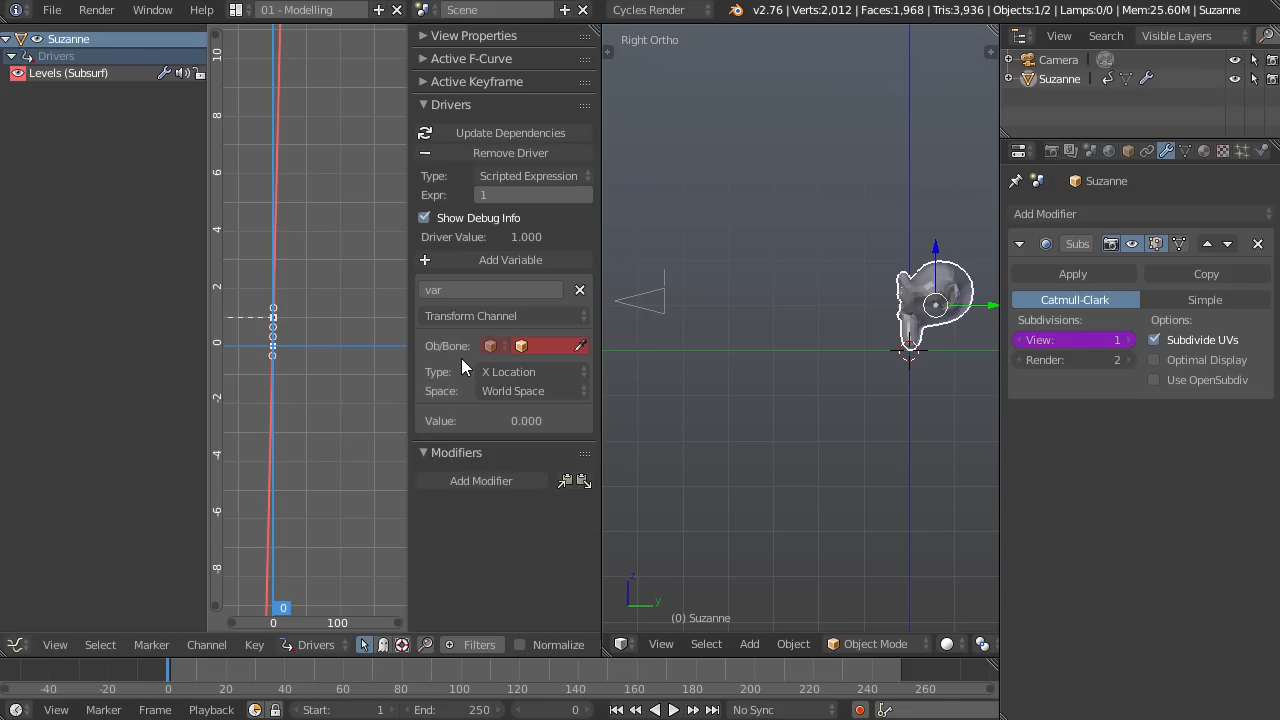 File Render Window Help 01 - Modelling Scene Cycles Render v2.76 | Verts:2,012 | Faces:1,968 | Tris:3,936 | Objects:1/2 | Lamps:0/0 | Mem:25.60M | Suzanne
Suzanne
Drivers
Levels (Subsurf)
10
8
6
4
2
0
-2
-4
-6
-8
0
0 100
View Properties
Active F-Curve
Active Keyframe
Drivers
Update Dependencies
Remove Driver
Type: Scripted Expression
Expr: 1
Show Debug Info
Driver Value: 1.000
Add Variable
var
Transform Channel
Ob/Bone:
Type: X Location
Space: World Space
Value: 0.000
Modifiers
Add Modifier
Right Ortho
z
y
(0) Suzanne
View Search Visible Layers
Camera
Suzanne
Suzanne
Add Modifier
Subs
Apply Copy
Catmull-Clark Simple
Subdivisions: Options:
View: 1 Subdivide UVs
Render: 2 Optimal Display
Use OpenSubdiv
View Select Marker Channel Key Drivers Filters Normalize
View Select Add Object Object Mode
-40 -20 0 20 40 60 80 100 120 140 160 180 200 220 240 260
View Marker Frame Playback Start: 1 End: 250 0 No Sync